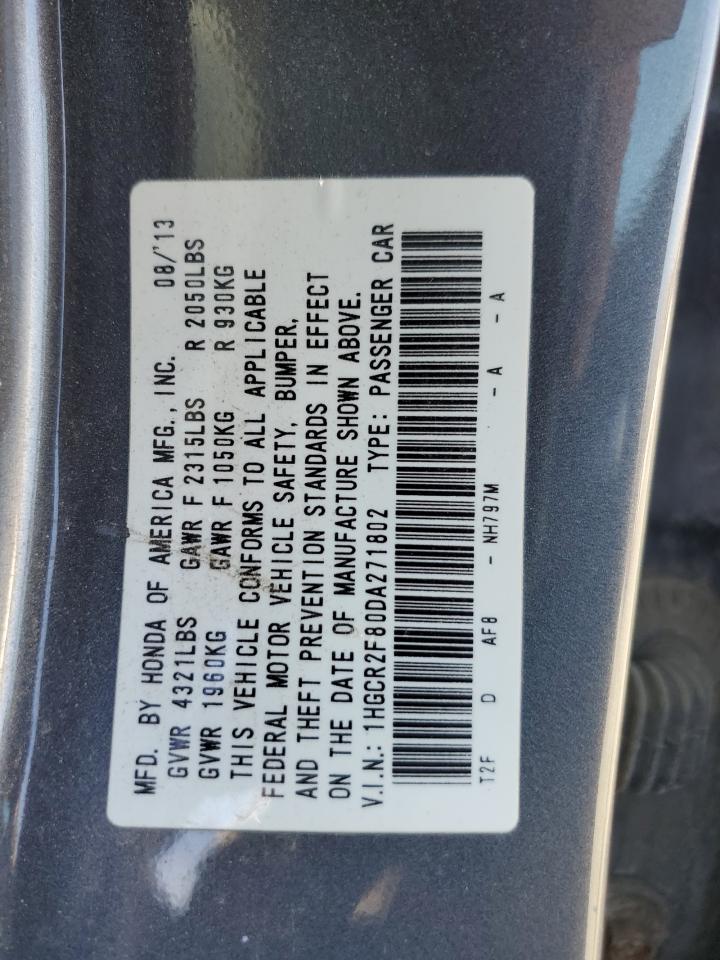 MFD. BY HONDA OF AMERICA MFG., INC. 08/'13
GVWR 4321LBS GAWR F 2315LBS R 2050LBS
GVWR 1960KG GAWR F 1050KG R 930KG
THIS VEHICLE CONFORMS TO ALL APPLICABLE
FEDERAL MOTOR VEHICLE SAFETY, BUMPER,
AND THEFT PREVENTION STANDARDS IN EFFECT
ON THE DATE OF MANUFACTURE SHOWN ABOVE.
V.I.N.: 1HGCR2F80DA271802 TYPE: PASSENGER CAR
T2F D AF8 - NH797M - A - A